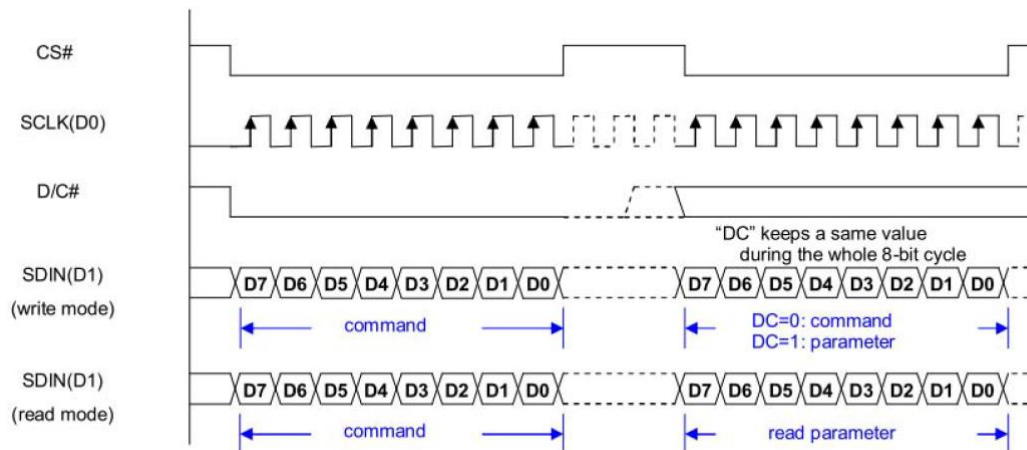 CS#
SCLK(D0)
D/C#
"DC" keeps a same value
during the whole 8-bit cycle
SDIN(D1)
(write mode)
D7 D6 D5 D4 D3 D2 D1 D0
D7 D6 D5 D4 D3 D2 D1 D0
command
DC=0: command
DC=1: parameter
SDIN(D1)
(read mode)
D7 D6 D5 D4 D3 D2 D1 D0
D7 D6 D5 D4 D3 D2 D1 D0
command
read parameter